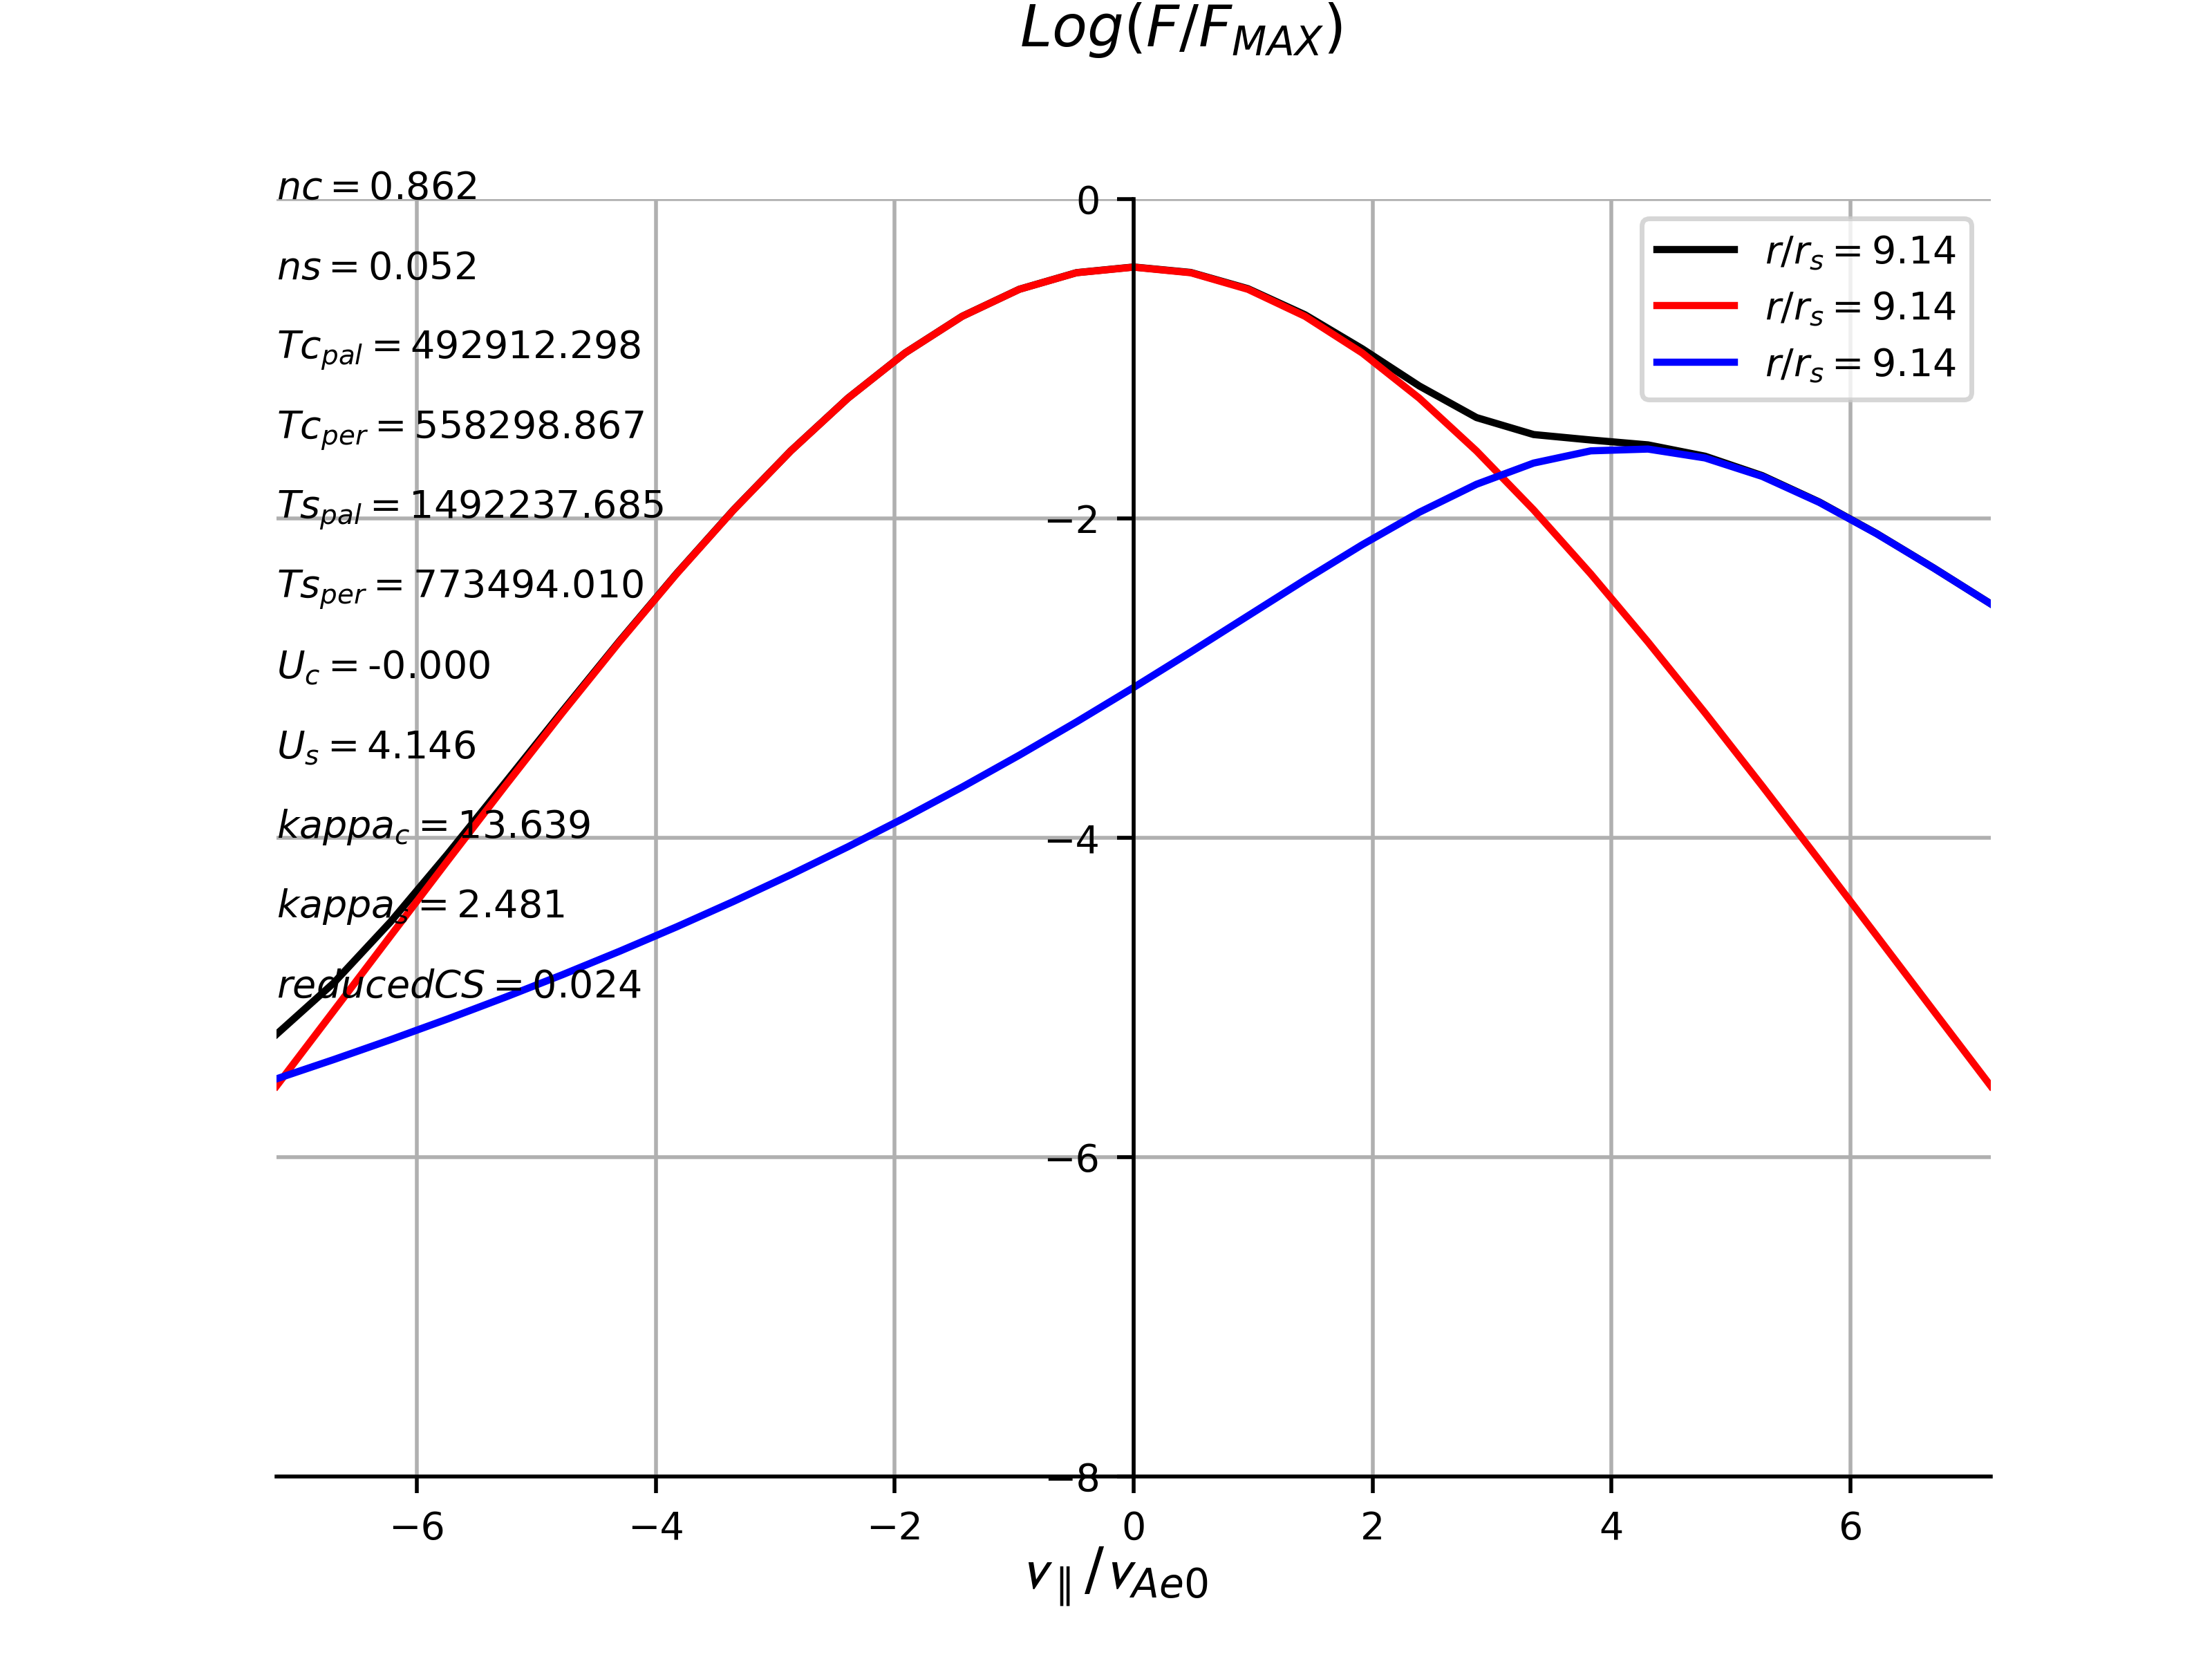 Log(F/F_MAX)
nc = 0.862
ns = 0.052
Tc_pal = 492912.298
Tc_per = 558298.867
Ts_pal = 1492237.685
Ts_per = 773494.010
U_c = -0.000
U_s = 4.146
kappa_c = 13.639
kappa_s = 2.481
reducedCS = 0.024
r/r_s = 9.14
r/r_s = 9.14
r/r_s = 9.14
0
−2
−4
−6
−8
−6 −4 −2 0 2 4 6
v_∥/v_Ae0